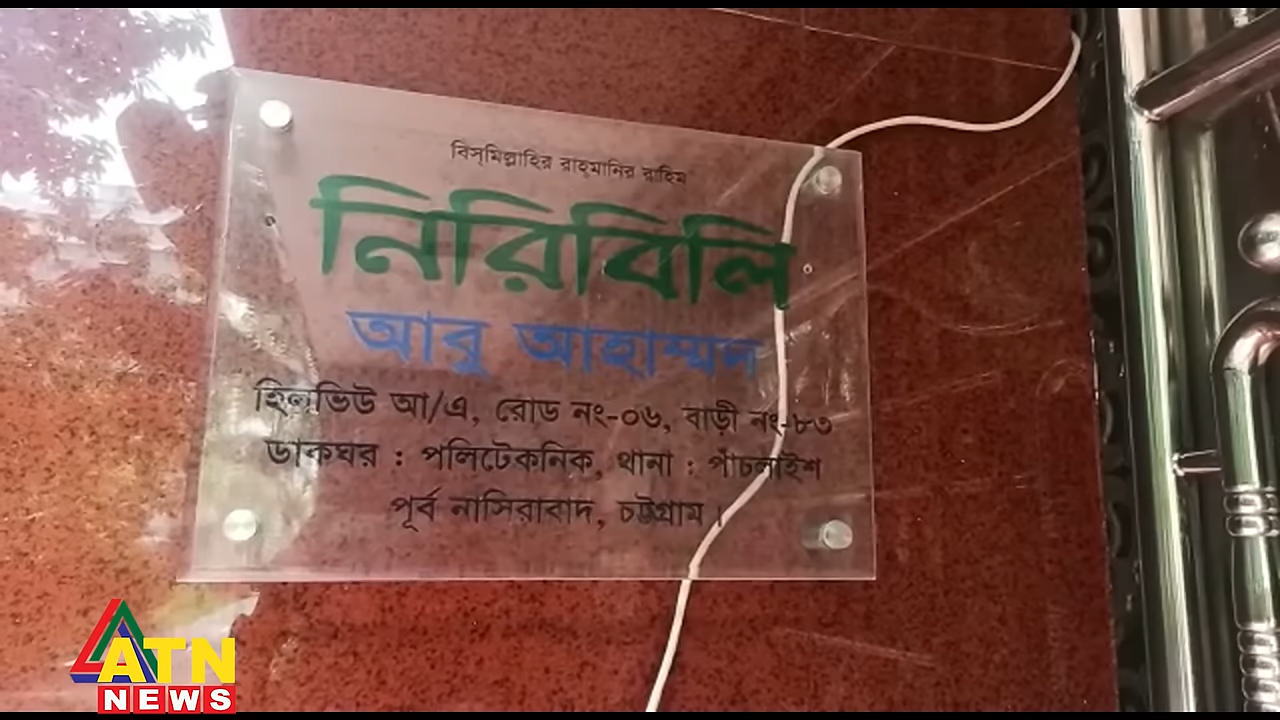 বিস্‌মিল্লাহির রাহ্‌মানির রাহিম
নিরিবিলি
আবু আহাম্মদ
হিলভিউ আ/এ, রোড নং-০৬, বাড়ী নং-৮৩
ডাকঘর : পলিটেকনিক, থানা : পাঁচলাইশ
পূর্ব নাসিরাবাদ, চট্টগ্রাম।
ATN
NEWS